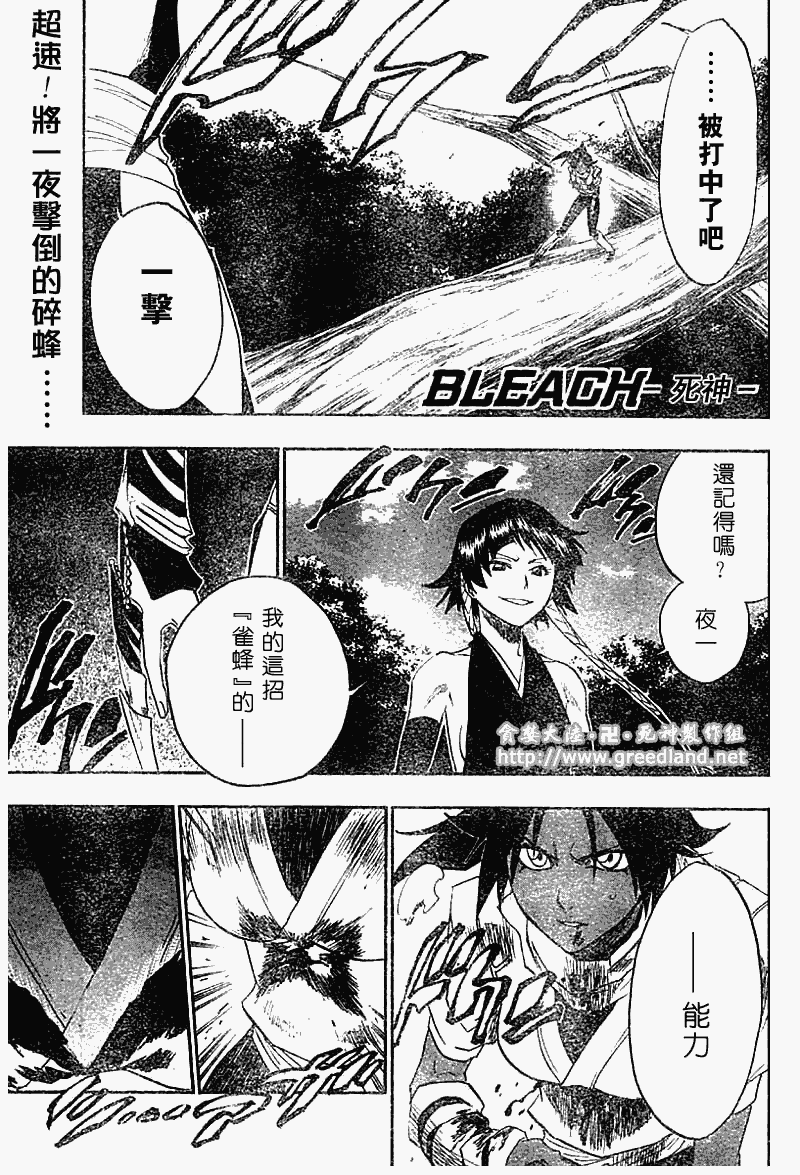 ……被打中了吧
一擊
超速！將一夜擊倒的碎蜂……
BLEACH-死神-
還記得嗎？
夜一
我的這招
『雀蜂』的——
貪婪大陸·卍·死神製作組
http://www.greedland.net
——能力